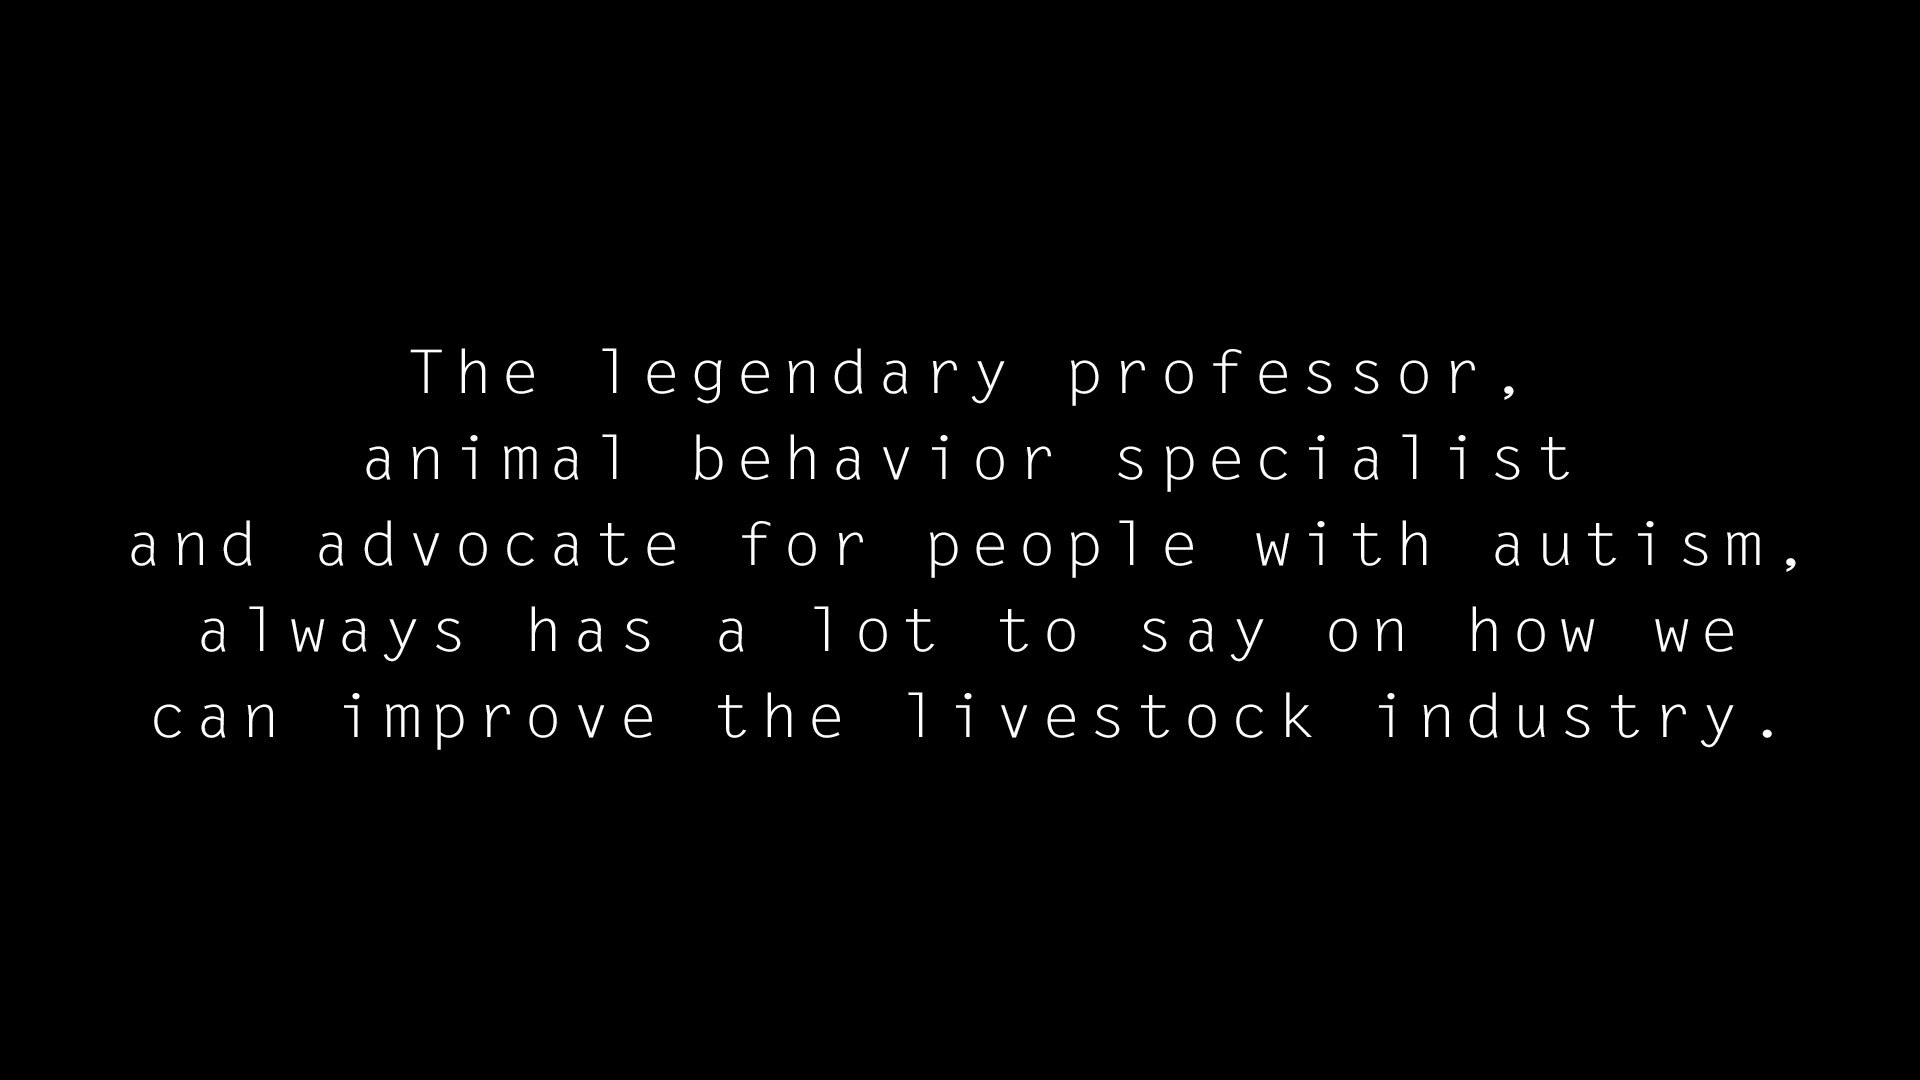 The legendary professor,
animal behavior specialist
and advocate for people with autism,
always has a lot to say on how we
can improve the livestock industry.